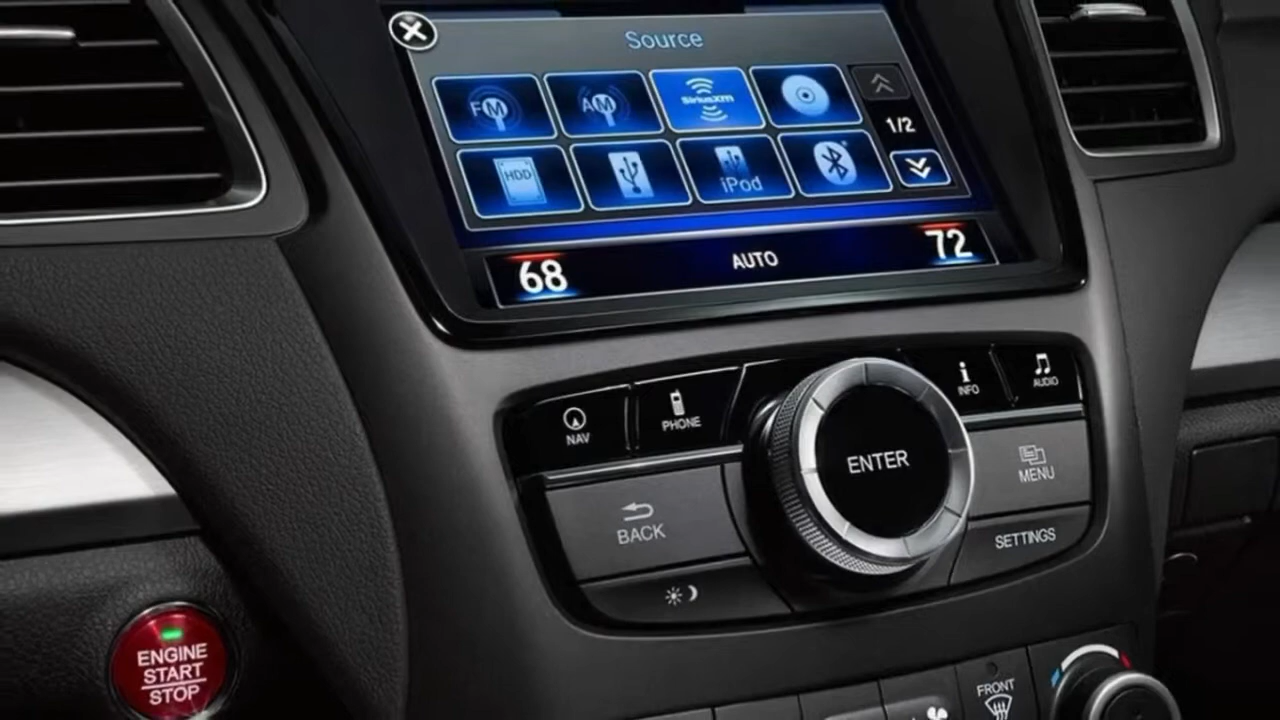 Source
FM
AM
SiriusXM
1/2
HDD
iPod
68
AUTO
72
NAV
PHONE
INFO
AUDIO
ENTER
MENU
BACK
SETTINGS
ENGINE
START
STOP
FRONT